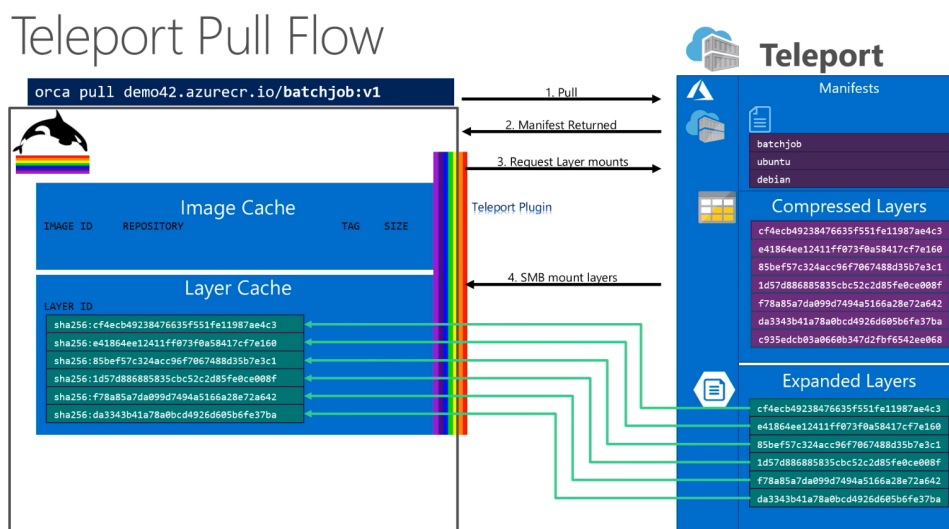 Teleport Pull Flow
orca pull demo42.azurecr.io/batchjob:v1
Image Cache
IMAGE ID REPOSITORY TAG SIZE
Layer Cache
LAYER ID
sha256:cf4ecb49238476635f551fe11987ae4c3
sha256:e41864ee12411ff073f0a58417cf7e160
sha256:85bef57c324acc96f7067488d35b7e3c1
sha256:1d57d886885835cbc52c2d85fe0ce008f
sha256:f78a85a7da099d7494a5166a28e72a642
sha256:da3343b41a78a0bcd4926d605b6fe37ba
1. Pull
2. Manifest Returned
3. Request Layer mounts
Teleport Plugin
4. SMB mount layers
Teleport
Manifests
batchjob
ubuntu
debian
Compressed Layers
cf4ecb49238476635f551fe11987ae4c3
e41864ee12411ff073f0a58417cf7e160
85bef57c324acc96f7067488d35b7e3c1
1d57d886885835cbc52c2d85fe0ce008f
f78a85a7da099d7494a5166a28e72a642
da3343b41a78a0bcd4926d605b6fe37ba
c935edcb03a0660b347d2fbf6542ee068
Expanded Layers
cf4ecb49238476635f551fe11987ae4c3
e41864ee12411ff073f0a58417cf7e160
85bef57c324acc96f7067488d35b7e3c1
1d57d886885835cbc52c2d85fe0ce008f
f78a85a7da099d7494a5166a28e72a642
da3343b41a78a0bcd4926d605b6fe37ba